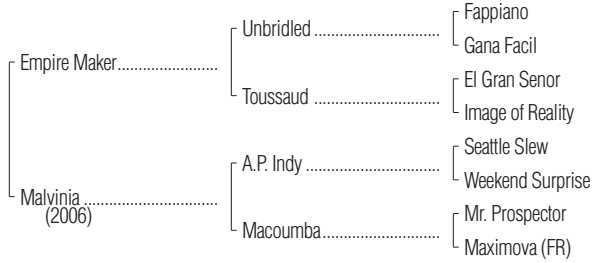 Fappiano
Unbridled ........................
Gana Facil
Empire Maker.......................
El Gran Senor
Toussaud ............................
Image of Reality
Seattle Slew
A.P. Indy ..............................
Weekend Surprise
Malvinia ..............................
(2006)
Mr. Prospector
Macoumba..........................
Maximova (FR)